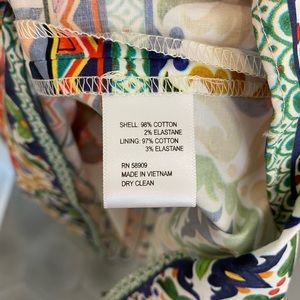 SHELL: 98% COTTON
2% ELASTANE
LINING: 97% COTTON
3% ELASTANE
RN 58909
MADE IN VIETNAM
DRY CLEAN